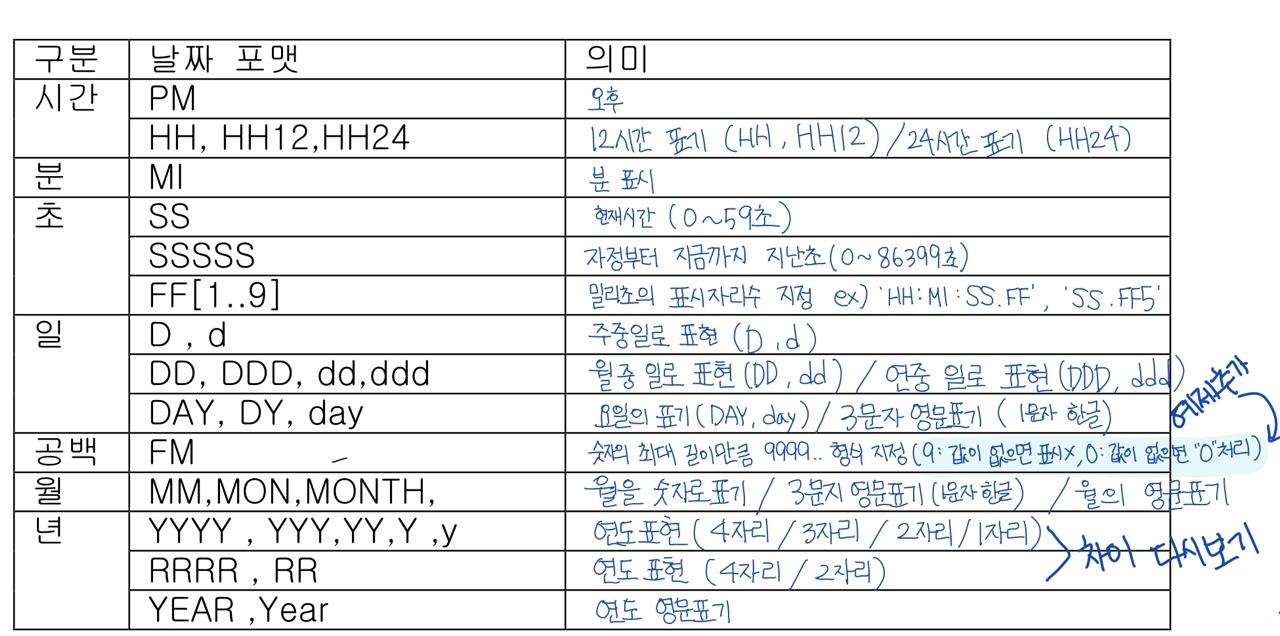 구분 날짜 포맷 의미
시간 PM 오후
HH, HH12,HH24 12시간 표기 (HH, HH12) / 24시간 표기 (HH24)
분 MI 분 표시
초 SS 현재시간 (0~59초)
SSSSS 자정부터 지금까지 지난초(0~86399초)
FF[1..9] 밀리초의 표시자리수 지정 ex) 'HH:MI:SS.FF', 'SS.FF5'
일 D , d 주중일로 표현 (D, d)
DD, DDD, dd,ddd 월중 일로 표현(DD, dd) / 연중 일로 표현(DDD, ddd)
예제추가
DAY, DY, day 요일의 표기(DAY, day) / 3문자 영문표기 (1문자 한글)
공백 FM 숫자의 최대 길이만큼 9999.. 형식 지정 (9: 값이 없으면 표시X, 0: 값이 없으면 "0"처리)
월 MM,MON,MONTH, 월을 숫자로표기 / 3문지 영문표기(1문자한글) / 월의 영문표기
년 YYYY , YYY,YY,Y ,y 연도표현(4자리 / 3자리 / 2자리 / 1자리)
차이 다시보기
RRRR , RR 연도 표현 (4자리 / 2자리)
YEAR ,Year 연도 영문표기